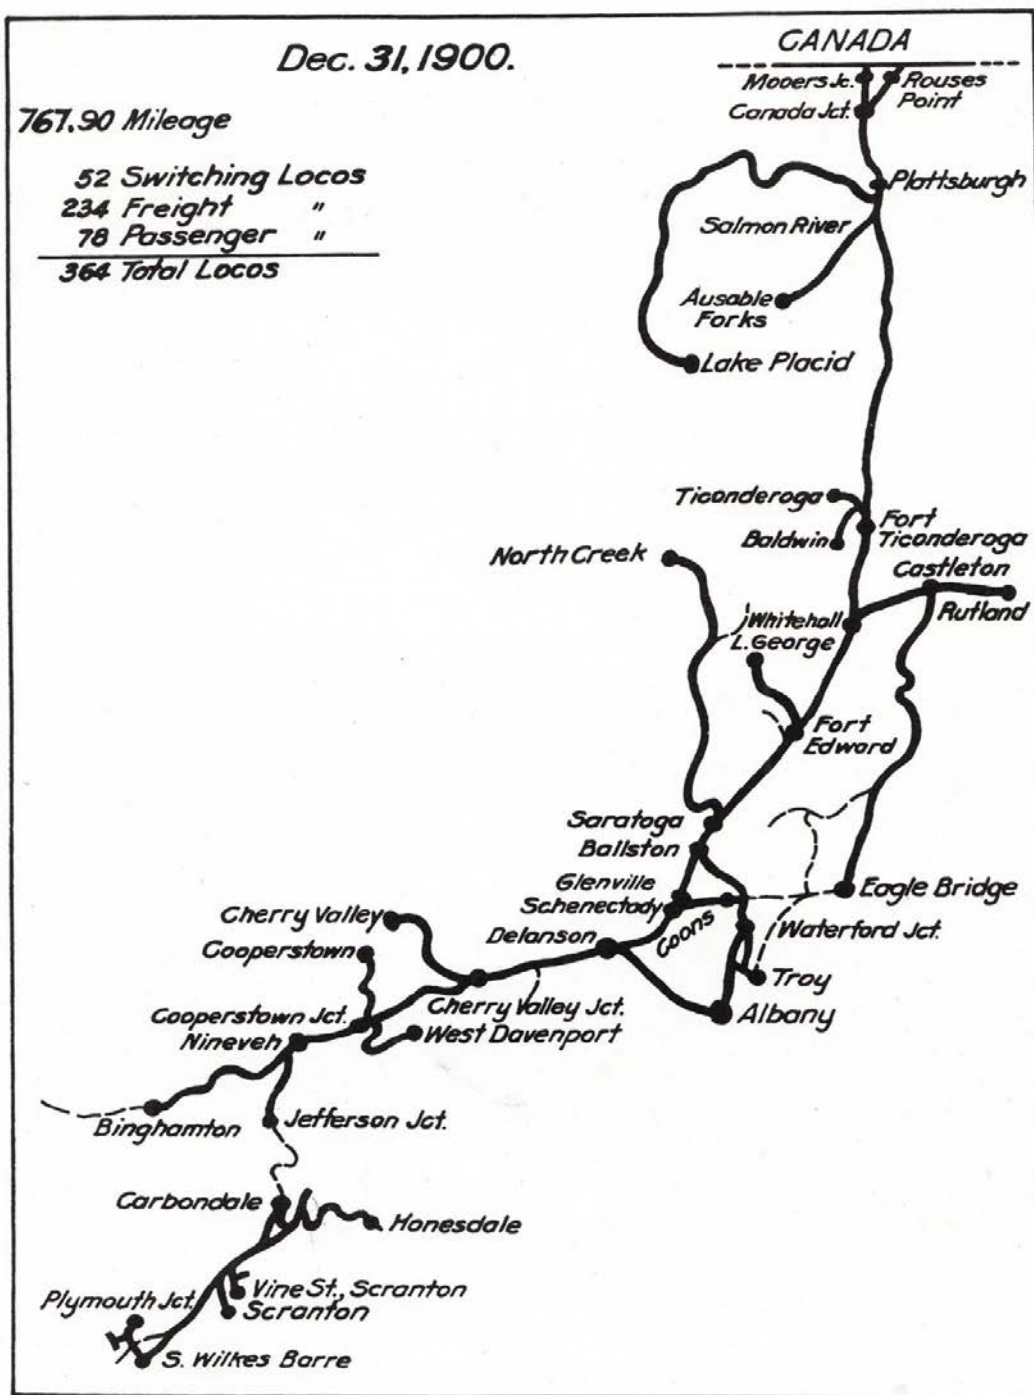 Dec. 31, 1900.
CANADA
Mooers Jc.
Rouses
Point
Canada Jct.
767.90 Mileage
52 Switching Locos
234 Freight "
78 Passenger "
364 Total Locos
Plattsburgh
Salmon River
Ausable
Forks
Lake Placid
Ticonderoga
Fort
Ticonderoga
Baldwin
North Creek
Castleton
Rutland
Whitehall
L. George
Fort
Edward
Saratoga
Ballston
Glenville
Schenectady
Eagle Bridge
Cherry Valley
Delanson
Coons
Waterford Jct.
Cooperstown
Troy
Cherry Valley Jct.
Albany
Cooperstown Jct.
West Davenport
Nineveh
Binghamton
Jefferson Jct.
Carbondale
Honesdale
Vine St., Scranton
Plymouth Jct.
Scranton
S. Wilkes Barre